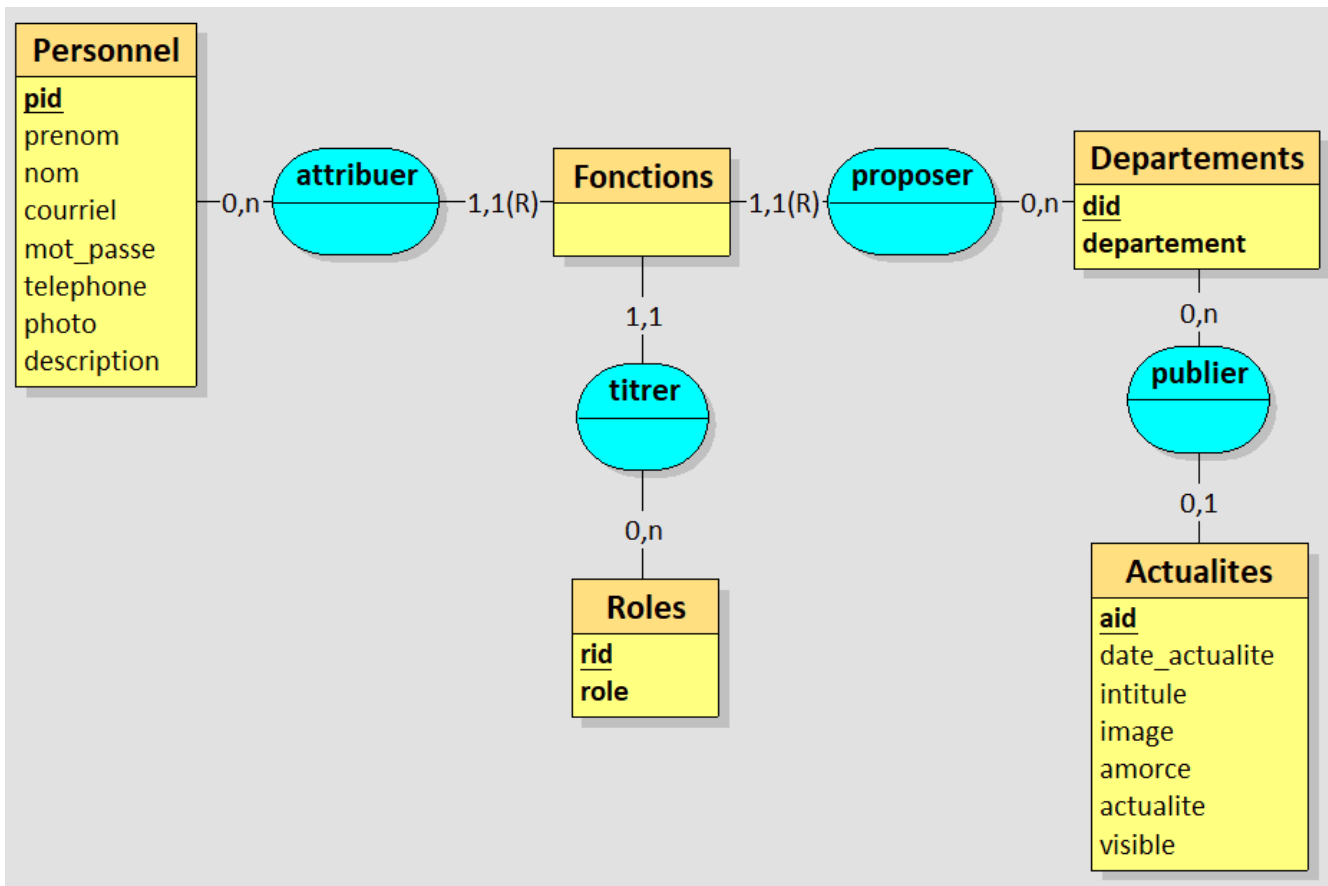 Personnel
pid
prenom
nom
courriel
mot_passe
telephone
photo
description
0,n
attribuer
1,1(R)
Fonctions
1,1(R)
proposer
0,n
Departements
did
departement
1,1
titrer
0,n
Roles
rid
role
0,n
publier
0,1
Actualites
aid
date_actualite
intitule
image
amorce
actualite
visible